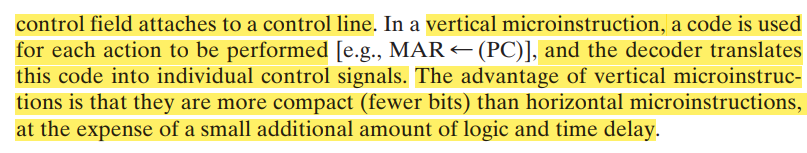 control field attaches to a control line. In a vertical microinstruction, a code is used
for each action to be performed [e.g., MAR ← (PC)], and the decoder translates
this code into individual control signals. The advantage of vertical microinstruc-
tions is that they are more compact (fewer bits) than horizontal microinstructions,
at the expense of a small additional amount of logic and time delay.